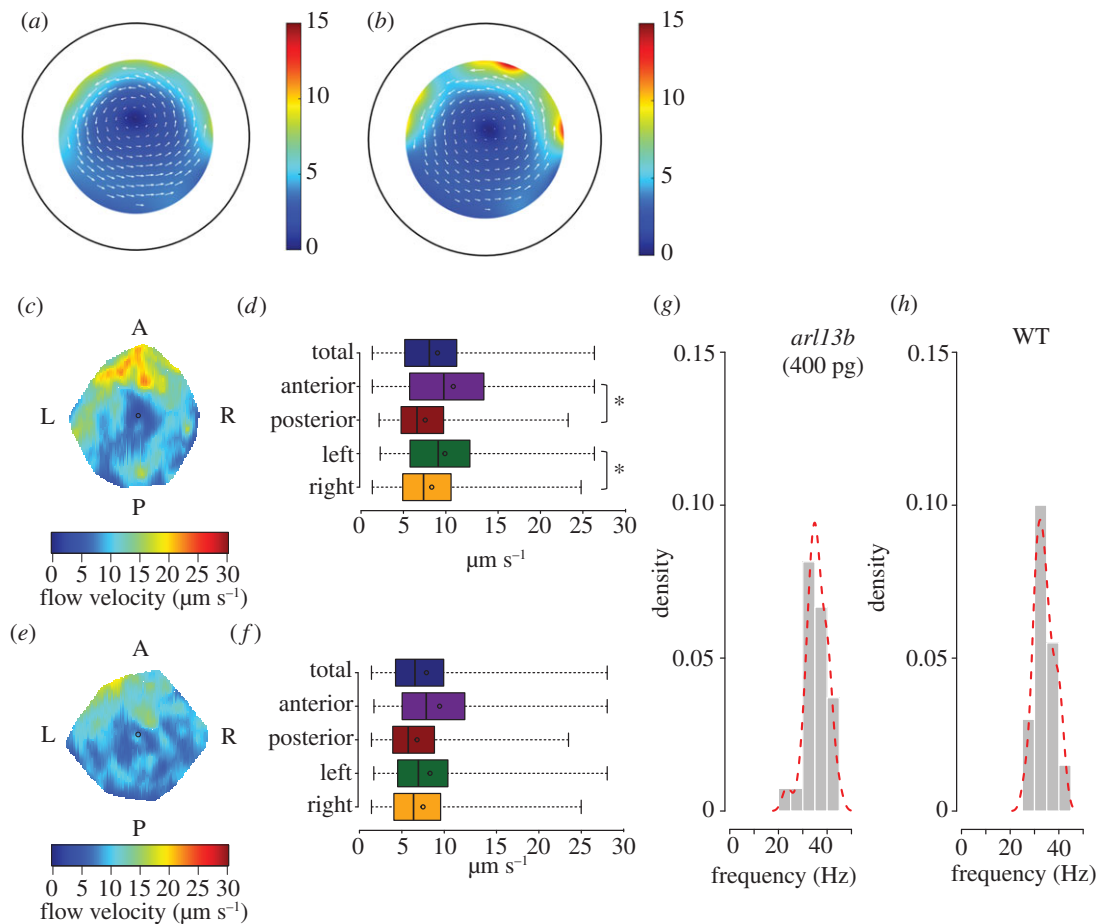 (a)
15
10
5
0
(b)
15
10
5
0
(c)
A
L
R
P
0 5 10 15 20 25 30
flow velocity (µm s⁻¹)
(d)
total
anterior
posterior
left
right
*
*
0 5 10 15 20 25 30
µm s⁻¹
(e)
A
L
R
P
0 5 10 15 20 25 30
flow velocity (µm s⁻¹)
(f)
total
anterior
posterior
left
right
0 5 10 15 20 25 30
µm s⁻¹
(g)
arl13b
(400 pg)
0.15
0.10
0.05
0
density
0 20 40
frequency (Hz)
(h)
WT
0.15
0.10
0.05
0
density
0 20 40
frequency (Hz)